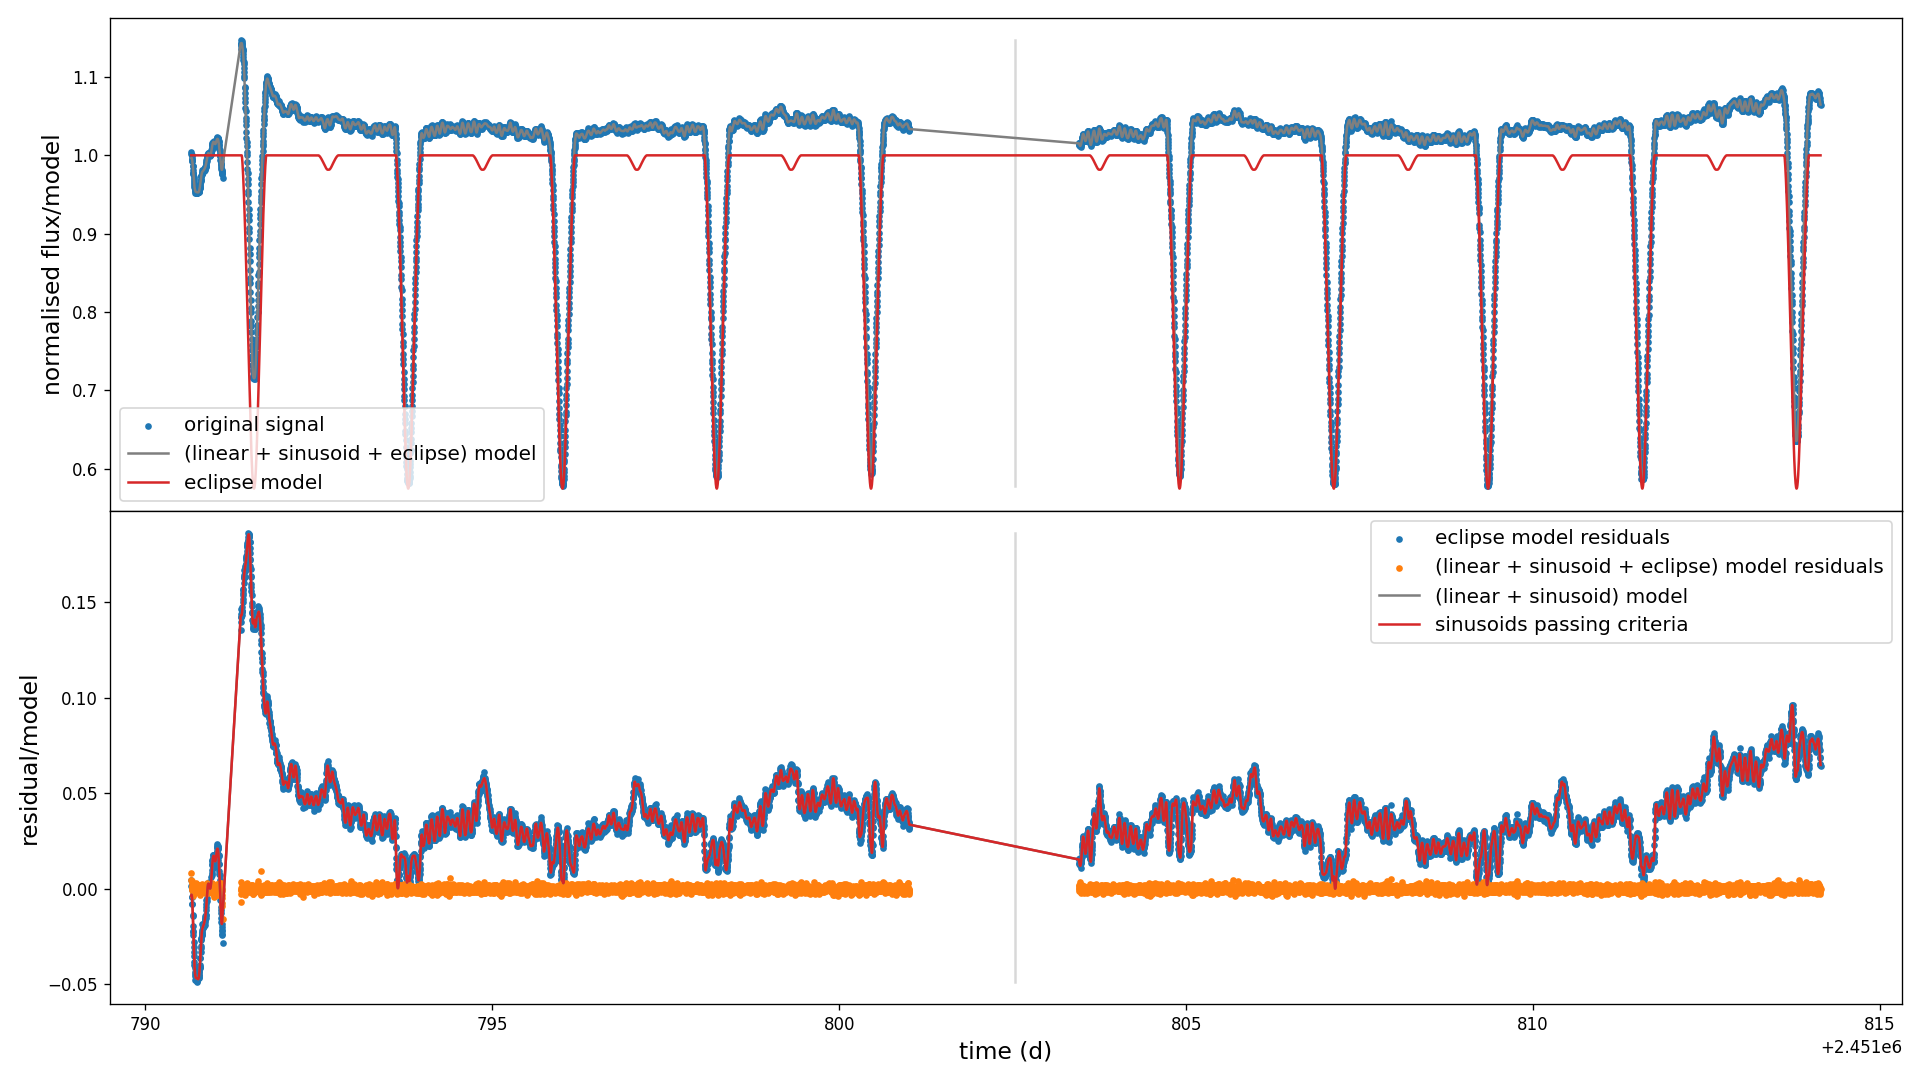 normalised flux/model
1.1
1.0
0.9
0.8
0.7
0.6
original signal
(linear + sinusoid + eclipse) model
eclipse model
residual/model
0.15
0.10
0.05
0.00
−0.05
eclipse model residuals
(linear + sinusoid + eclipse) model residuals
(linear + sinusoid) model
sinusoids passing criteria
790 795 800 805 810 815
+2.451e6
time (d)